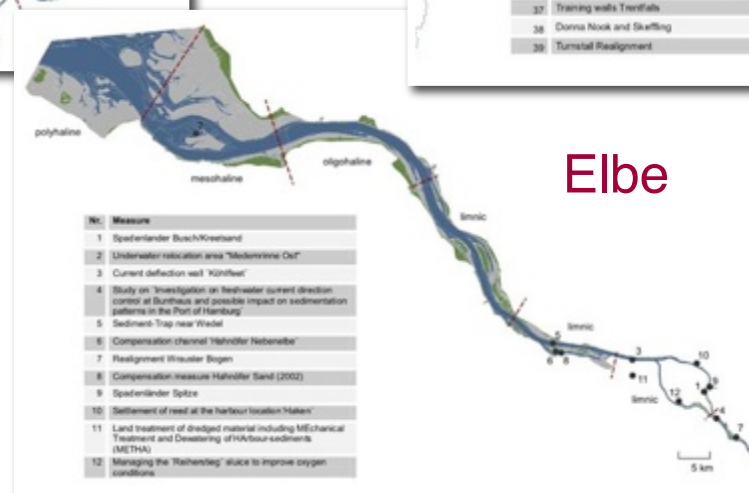 37 Training walls Trentfalls
38 Donna Nook and Skeffling
39 Tunstall Realignment
Elbe
polyhaline
mesohaline
oligohaline
limnic
limnic
limnic
Nr. Measure
1 Spadenlander Busch/Kreetsand
2 Underwater relocation area "Medemrinne Ost"
3 Current deflection wall 'Köhlfleet'
4 Study on 'Investigation on freshwater current direction
control at Bunthaus and possible impact on sedimentation
patterns in the Port of Hamburg'
5 Sediment-Trap near Wedel
6 Compensation channel 'Hahnöfer Nebenelbe'
7 Realignment Wrauster Bogen
8 Compensation measure Hahnöfer Sand (2002)
9 Spadenländer Spitze
10 Settlement of reed at the harbour location 'Haken'
11 Land treatment of dredged material including MEchanical
Treatment and Dewatering of HArbour-sediments
(METHA)
12 Managing the 'Reiherstieg' sluice to improve oxygen
conditions
2
5
6 8
3
11
10
1 9
12
4
7
5 km